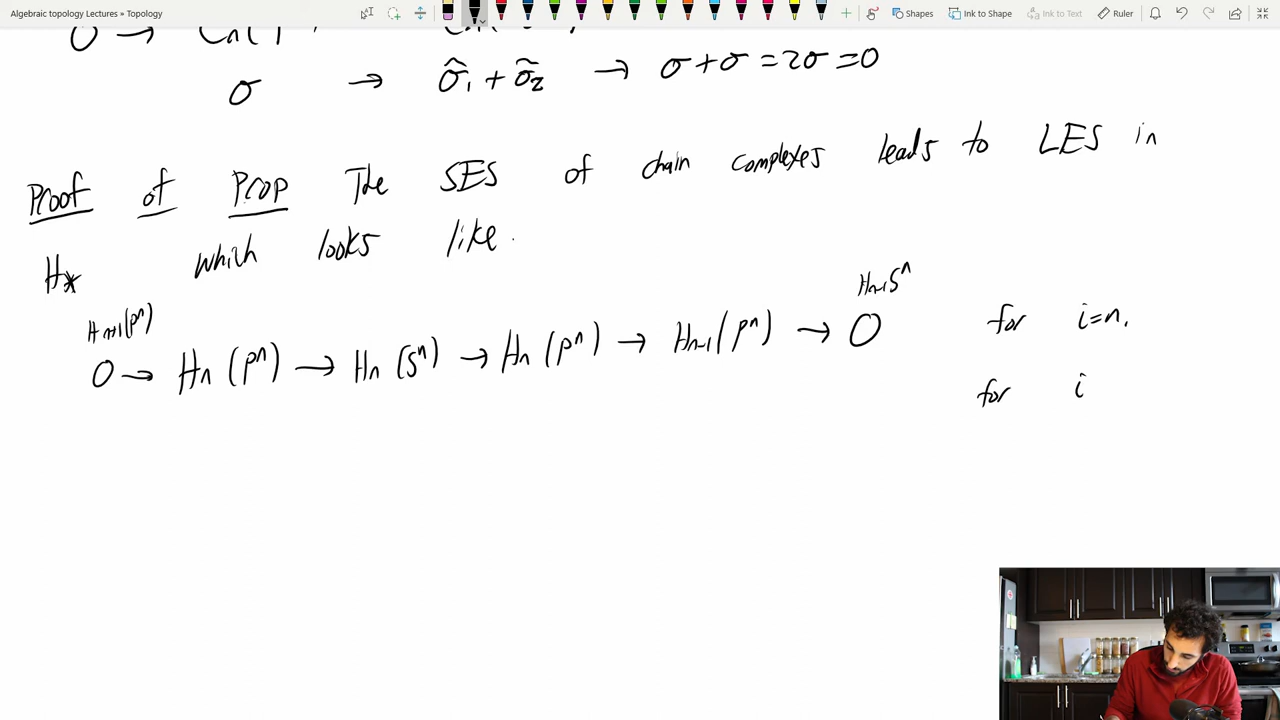 Algebraic topology Lectures » Topology
Shapes Ink to Shape Ink to Text Ruler
0 →
σ → σ̃₁ + σ̃₂ → σ + σ = 2σ = 0
Proof of Prop The SES of chain complexes leads to LES in
H* which looks like
Hn+1(Pⁿ) Hn-1 Sⁿ
0 → Hn(Pⁿ) → Hn(Sⁿ) → Hn(Pⁿ) → Hn-1(Pⁿ) → 0 for i=n.
for i